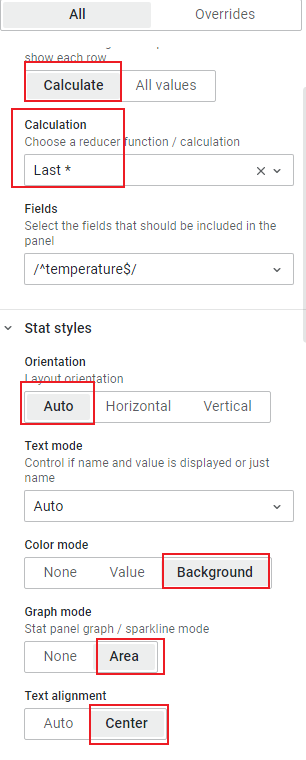 All Overrides
show each row
Calculate All values
Calculation
Choose a reducer function / calculation
Last *
Fields
Select the fields that should be included in the
panel
/^temperature$/
Stat styles
Orientation
Layout orientation
Auto Horizontal Vertical
Text mode
Control if name and value is displayed or just
name
Auto
Color mode
None Value Background
Graph mode
Stat panel graph / sparkline mode
None Area
Text alignment
Auto Center